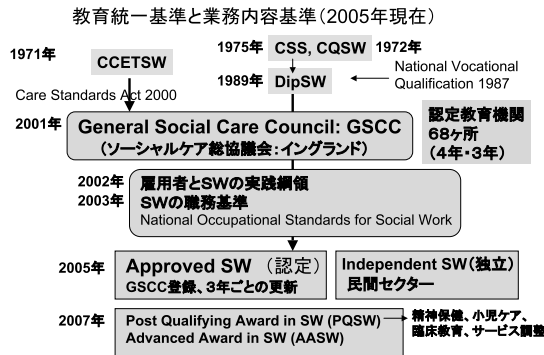 教育統一基準と業務内容基準(2005年現在)
1971年
CCETSW
1975年
CSS, CQSW
1972年
1989年
DipSW
National Vocational
Qualification 1987
Care Standards Act 2000
2001年
General Social Care Council: GSCC
(ソーシャルケア総協議会:イングランド)
認定教育機関
68ヶ所
(4年・3年)
2002年
雇用者とSWの実践綱領
2003年
SWの職務基準
National Occupational Standards for Social Work
2005年
Approved SW (認定)
GSCC登録、3年ごとの更新
Independent SW(独立)
民間セクター
2007年
Post Qualifying Award in SW (PQSW)
Advanced Award in SW (AASW)
精神保健、小児ケア、
臨床教育、サービス調整